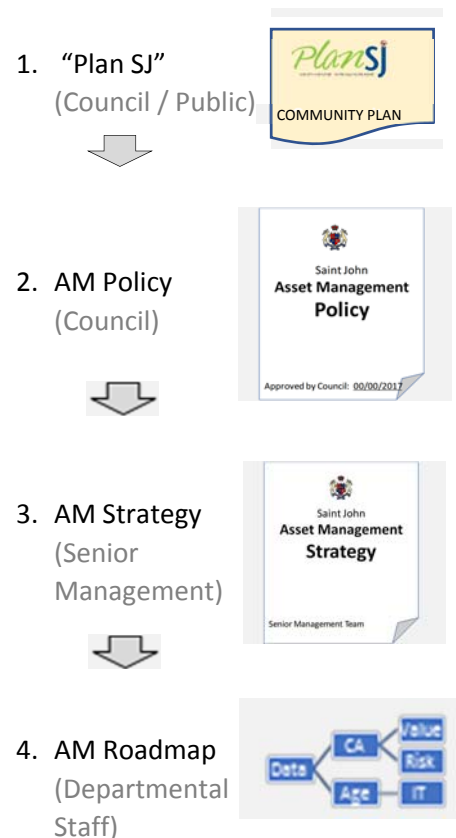 1. “Plan SJ”
(Council / Public)
PlanSJ
COMMUNITY PLAN
2. AM Policy
(Council)
Saint John
Asset Management
Policy
Approved by Council: 00/00/2017
3. AM Strategy
(Senior
Management)
Saint John
Asset Management
Strategy
Senior Management Team
4. AM Roadmap
(Departmental
Staff)
Data
CA
Value
Risk
Age
IT